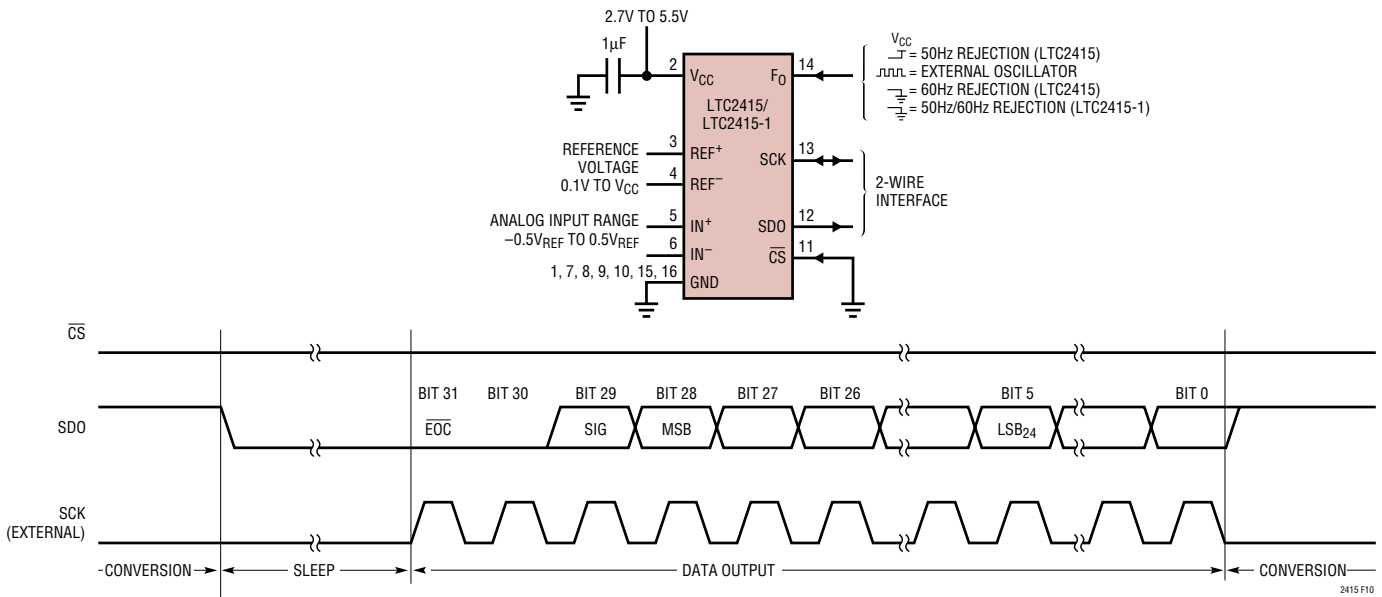 2.7V TO 5.5V
1µF
2
VCC
LTC2415/
LTC2415-1
FO
14
VCC
= 50Hz REJECTION (LTC2415)
= EXTERNAL OSCILLATOR
= 60Hz REJECTION (LTC2415)
= 50Hz/60Hz REJECTION (LTC2415-1)
REFERENCE
VOLTAGE
0.1V TO VCC
3
REF+
4
REF–
SCK
13
2-WIRE
INTERFACE
ANALOG INPUT RANGE
–0.5VREF TO 0.5VREF
5
IN+
6
IN–
SDO
12
CS
11
1, 7, 8, 9, 10, 15, 16
GND
CS
SDO
BIT 31
BIT 30
BIT 29
BIT 28
BIT 27
BIT 26
BIT 5
BIT 0
EOC
SIG
MSB
LSB24
SCK
(EXTERNAL)
CONVERSION
SLEEP
DATA OUTPUT
CONVERSION
2415 F10